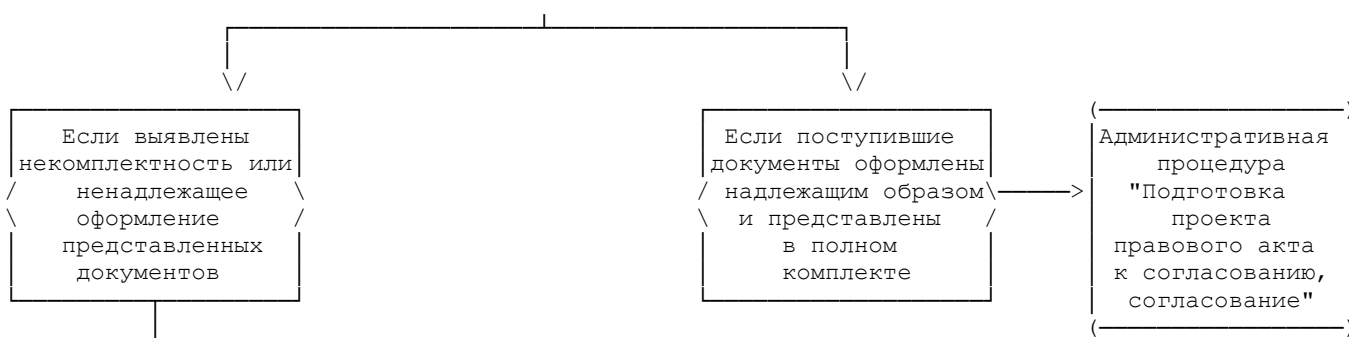 Если выявлены
некомплектность или
ненадлежащее
оформление
представленных
документов
Если поступившие
документы оформлены
надлежащим образом
и представлены
в полном
комплекте
Административная
процедура
"Подготовка
проекта
правового акта
к согласованию,
согласование"